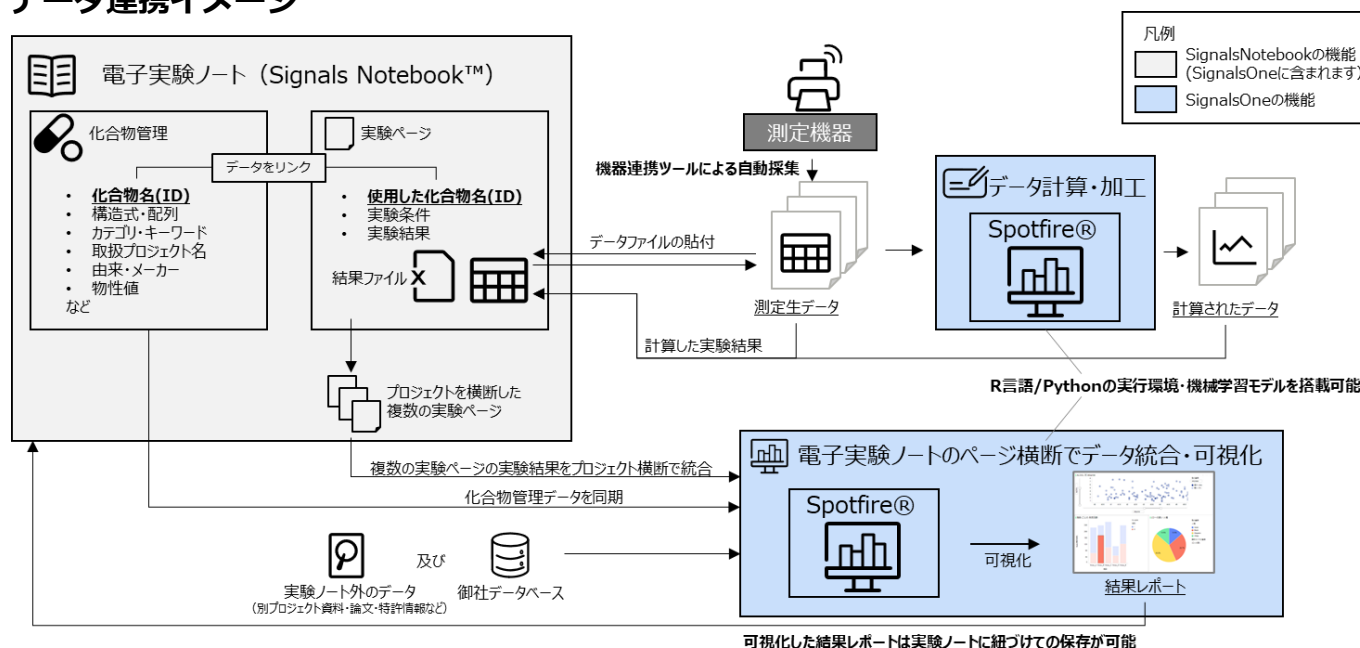 データ連携イメージ
凡例
SignalsNotebookの機能
(SignalsOneに含まれます)
SignalsOneの機能
電子実験ノート（Signals Notebook™）
化合物管理
データをリンク
・ 化合物名(ID)
・ 構造式・配列
・ カテゴリ・キーワード
・ 取扱プロジェクト名
・ 由来・メーカー
・ 物性値
など
実験ページ
・ 使用した化合物名(ID)
・ 実験条件
・ 実験結果
結果ファイル
X
プロジェクトを横断した
複数の実験ページ
測定機器
機器連携ツールによる自動採集
データファイルの貼付
測定生データ
計算した実験結果
データ計算・加工
Spotfire®
計算されたデータ
R言語/Pythonの実行環境・機械学習モデルを搭載可能
複数の実験ページの実験結果をプロジェクト横断で統合
化合物管理データを同期
実験ノート外のデータ
(別プロジェクト資料・論文・特許情報など)
及び
御社データベース
電子実験ノートのページ横断でデータ統合・可視化
Spotfire®
可視化
結果レポート
可視化した結果レポートは実験ノートに紐づけての保存が可能